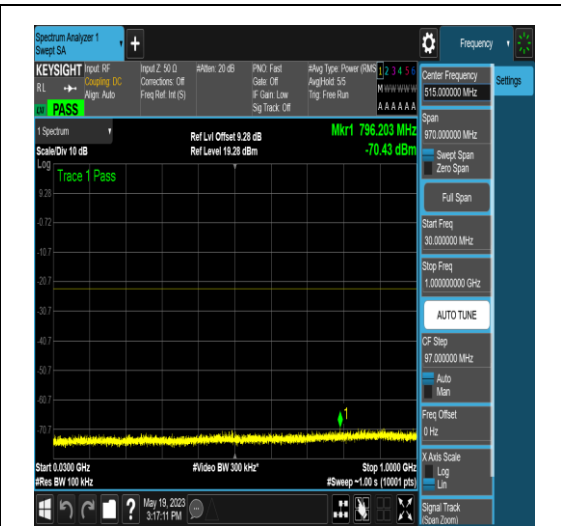 Spectrum Analyzer 1
Swept SA
+
Frequency
KEYSIGHT
RL
PASS
Input: RF
Coupling: DC
Align: Auto
Input Z: 50 Ω
Corrections: Off
Freq Ref: Int (S)
#Atten: 20 dB
PNO: Fast
Gate: Off
IF Gain: Low
Sig Track: Off
#Avg Type: Power (RMS
Avg|Hold: 5/5
Trig: Free Run
1 2 3 4 5 6
M W W W W W
A A A A A A
1 Spectrum
Scale/Div 10 dB
Ref Lvl Offset 9.28 dB
Ref Level 19.28 dBm
Mkr1 796.203 MHz
-70.43 dBm
Log
Trace 1 Pass
9.28
-0.72
-10.7
-20.7
-30.7
-40.7
-50.7
-60.7
-70.7
1
Start 0.0300 GHz
#Res BW 100 kHz
#Video BW 300 kHz*
Stop 1.0000 GHz
#Sweep ~1.00 s (10001 pts)
?
May 19, 2023
3:17:11 PM
Center Frequency
515.000000 MHz
Settings
Span
970.000000 MHz
Swept Span
Zero Span
Full Span
Start Freq
30.000000 MHz
Stop Freq
1.000000000 GHz
AUTO TUNE
CF Step
97.000000 MHz
Auto
Man
Freq Offset
0 Hz
X Axis Scale
Log
Lin
Signal Track
(Span Zoom)